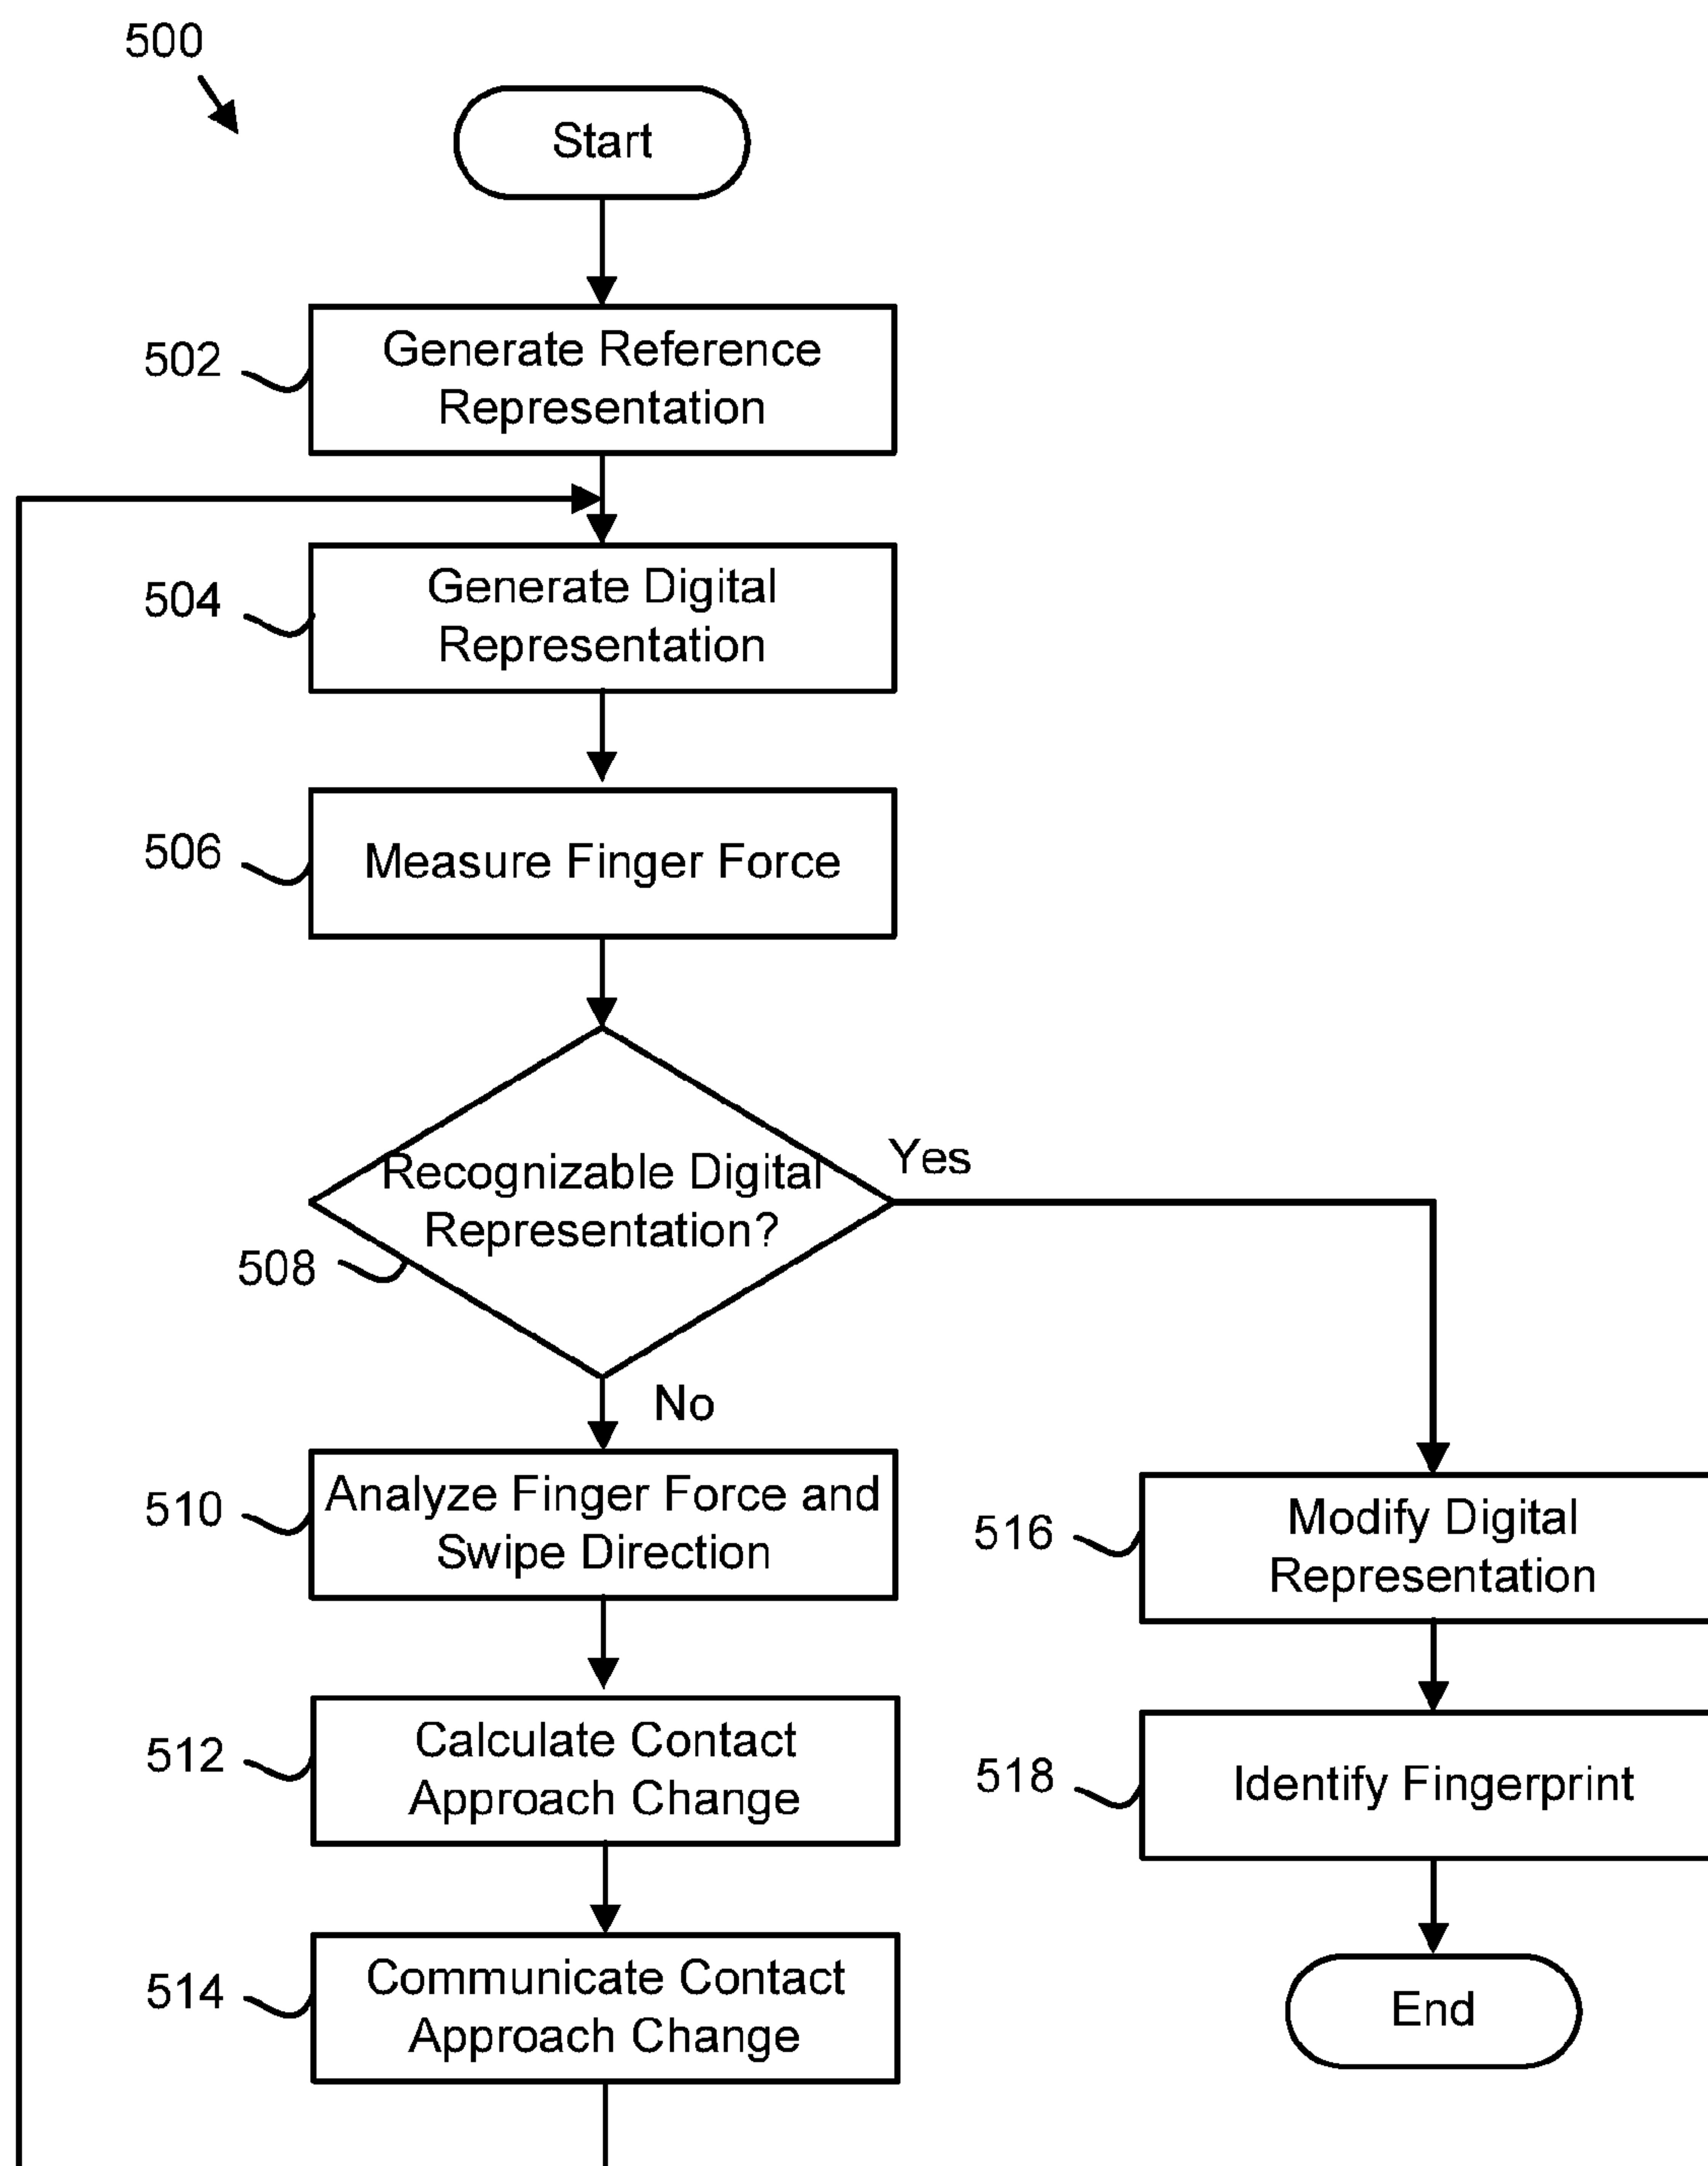 500
Start
502
Generate Reference
Representation
504
Generate Digital
Representation
506
Measure Finger Force
Recognizable Digital
Representation?
Yes
508
No
510
Analyze Finger Force and
Swipe Direction
516
Modify Digital
Representation
512
Calculate Contact
Approach Change
518
Identify Fingerprint
514
Communicate Contact
Approach Change
End